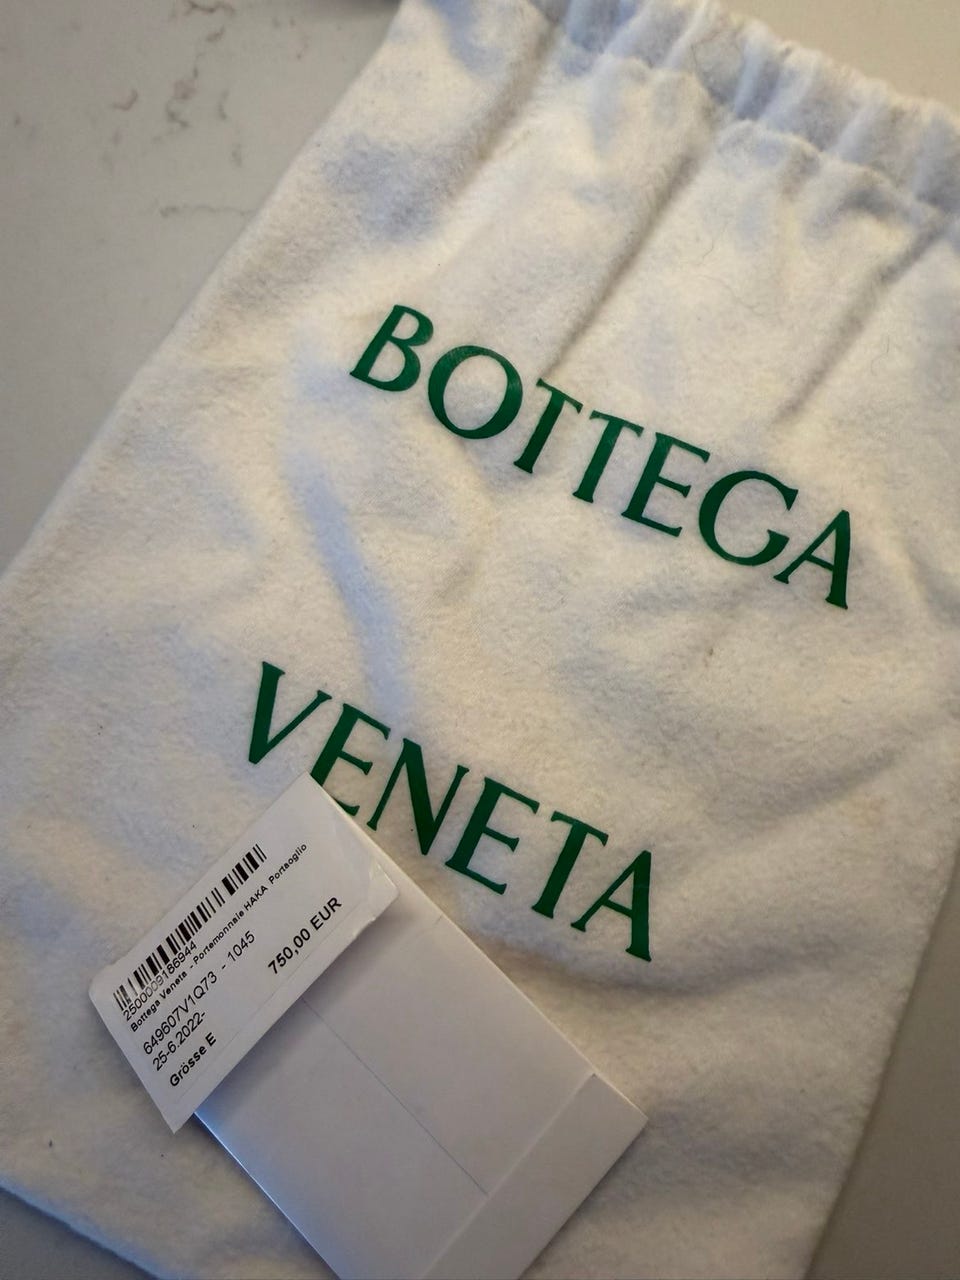 BOTTEGA
VENETA
2500009186944
Bottega Veneta - Portemonnaie HAKA Portaoglio
649607V1Q73 - 1045
25-6.2022-
750,00 EUR
Grösse E